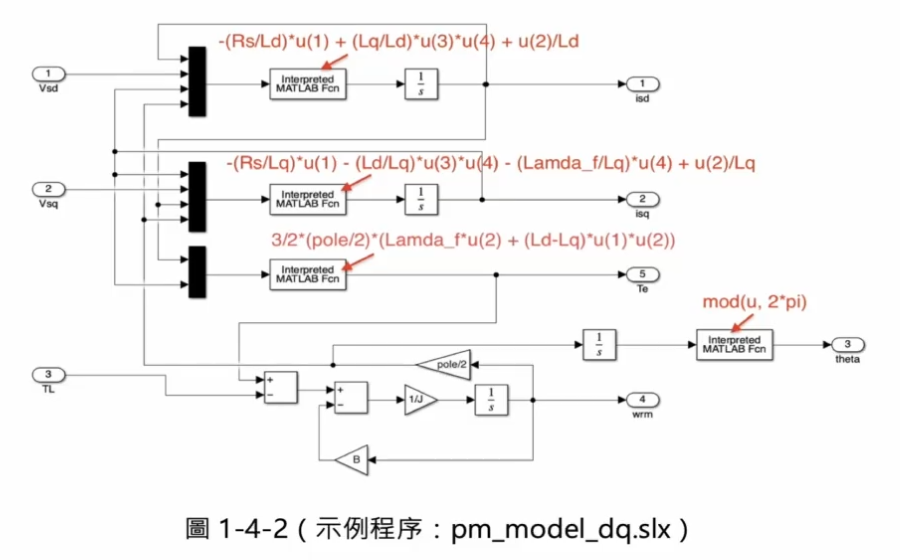 -(Rs/Ld)*u(1) + (Lq/Ld)*u(3)*u(4) + u(2)/Ld
1
Vsd
Interpreted
MATLAB Fcn
1
s
1
isd
-(Rs/Lq)*u(1) - (Ld/Lq)*u(3)*u(4) - (Lamda_f/Lq)*u(4) + u(2)/Lq
2
Vsq
Interpreted
MATLAB Fcn
1
s
2
isq
3/2*(pole/2)*(Lamda_f*u(2) + (Ld-Lq)*u(1)*u(2))
Interpreted
MATLAB Fcn
5
Te
mod(u, 2*pi)
1
s
Interpreted
MATLAB Fcn
3
theta
pole/2
3
TL
+
−
+
−
1/J
1
s
4
wrm
B
圖 1-4-2（示例程序：pm_model_dq.slx）